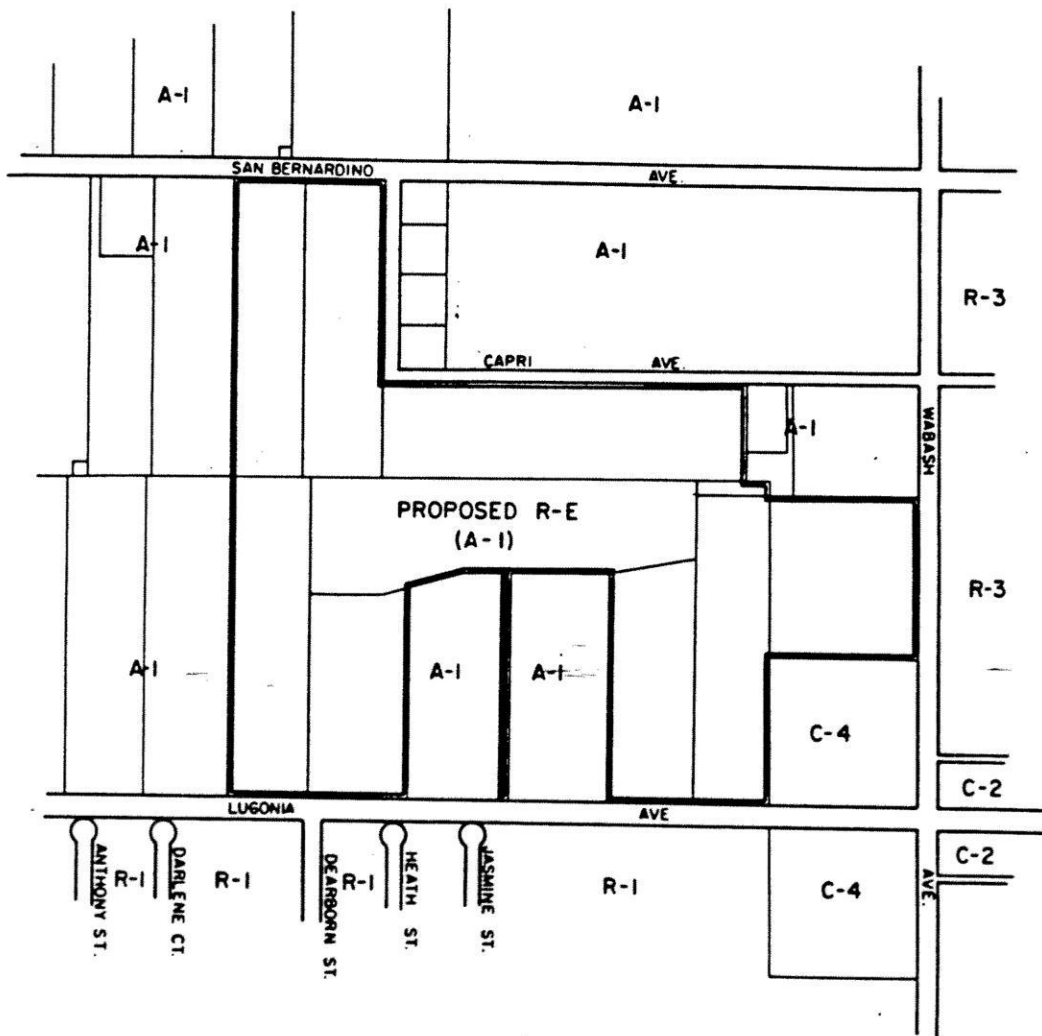 A-1
A-1
SAN BERNARDINO
AVE.
A-1
A-1
R-3
CAPRI
AVE.
A-1
WABASH
PROPOSED R-E
(A-1)
R-3
A-1
A-1
A-1
C-4
C-2
LUGONIA
AVE
C-2
ANTHONY ST.
R-1
DARLENE CT.
R-1
DEARBORN ST.
R-1
HEATH ST.
JASMINE ST.
R-1
C-4
AVE.